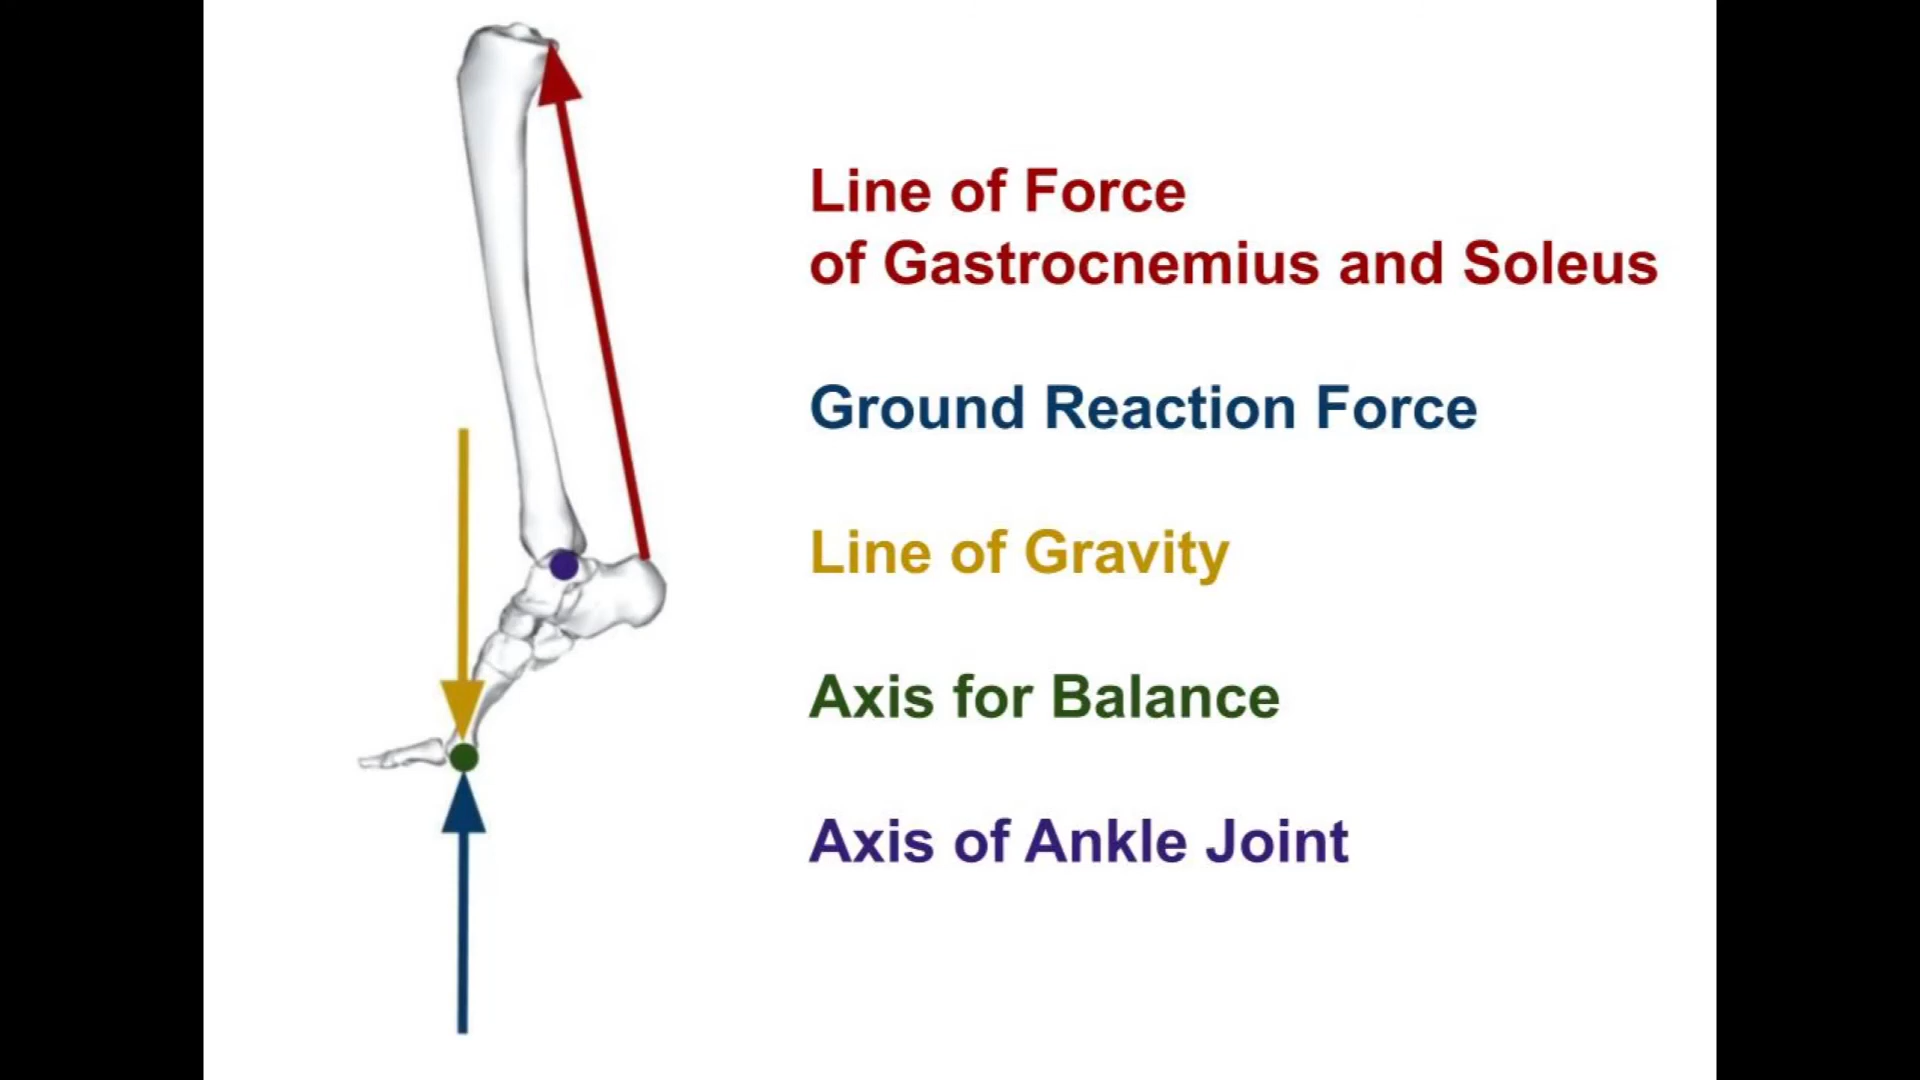 Line of Force
of Gastrocnemius and Soleus
Ground Reaction Force
Line of Gravity
Axis for Balance
Axis of Ankle Joint